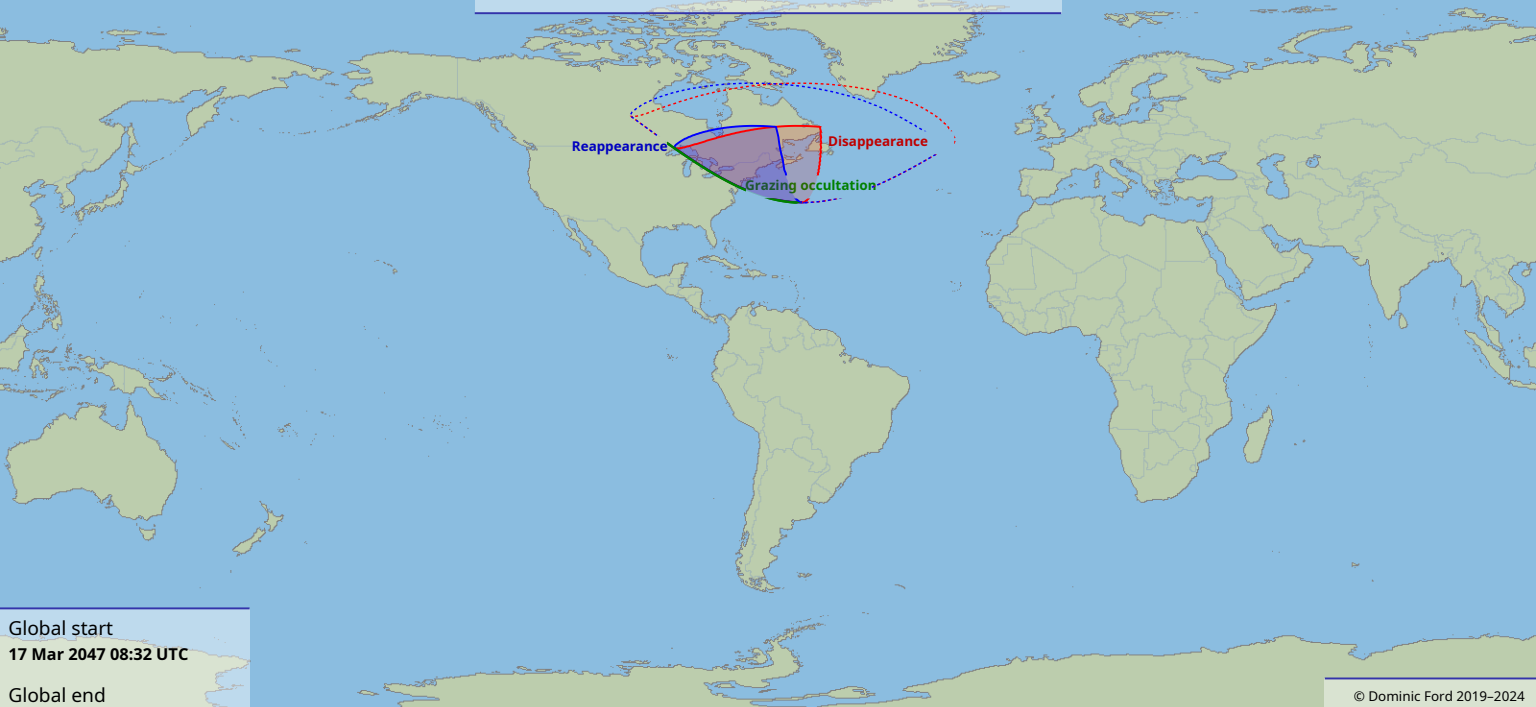 Reappearance
Disappearance
Grazing occultation
Global start
17 Mar 2047 08:32 UTC
Global end
© Dominic Ford 2019–2024